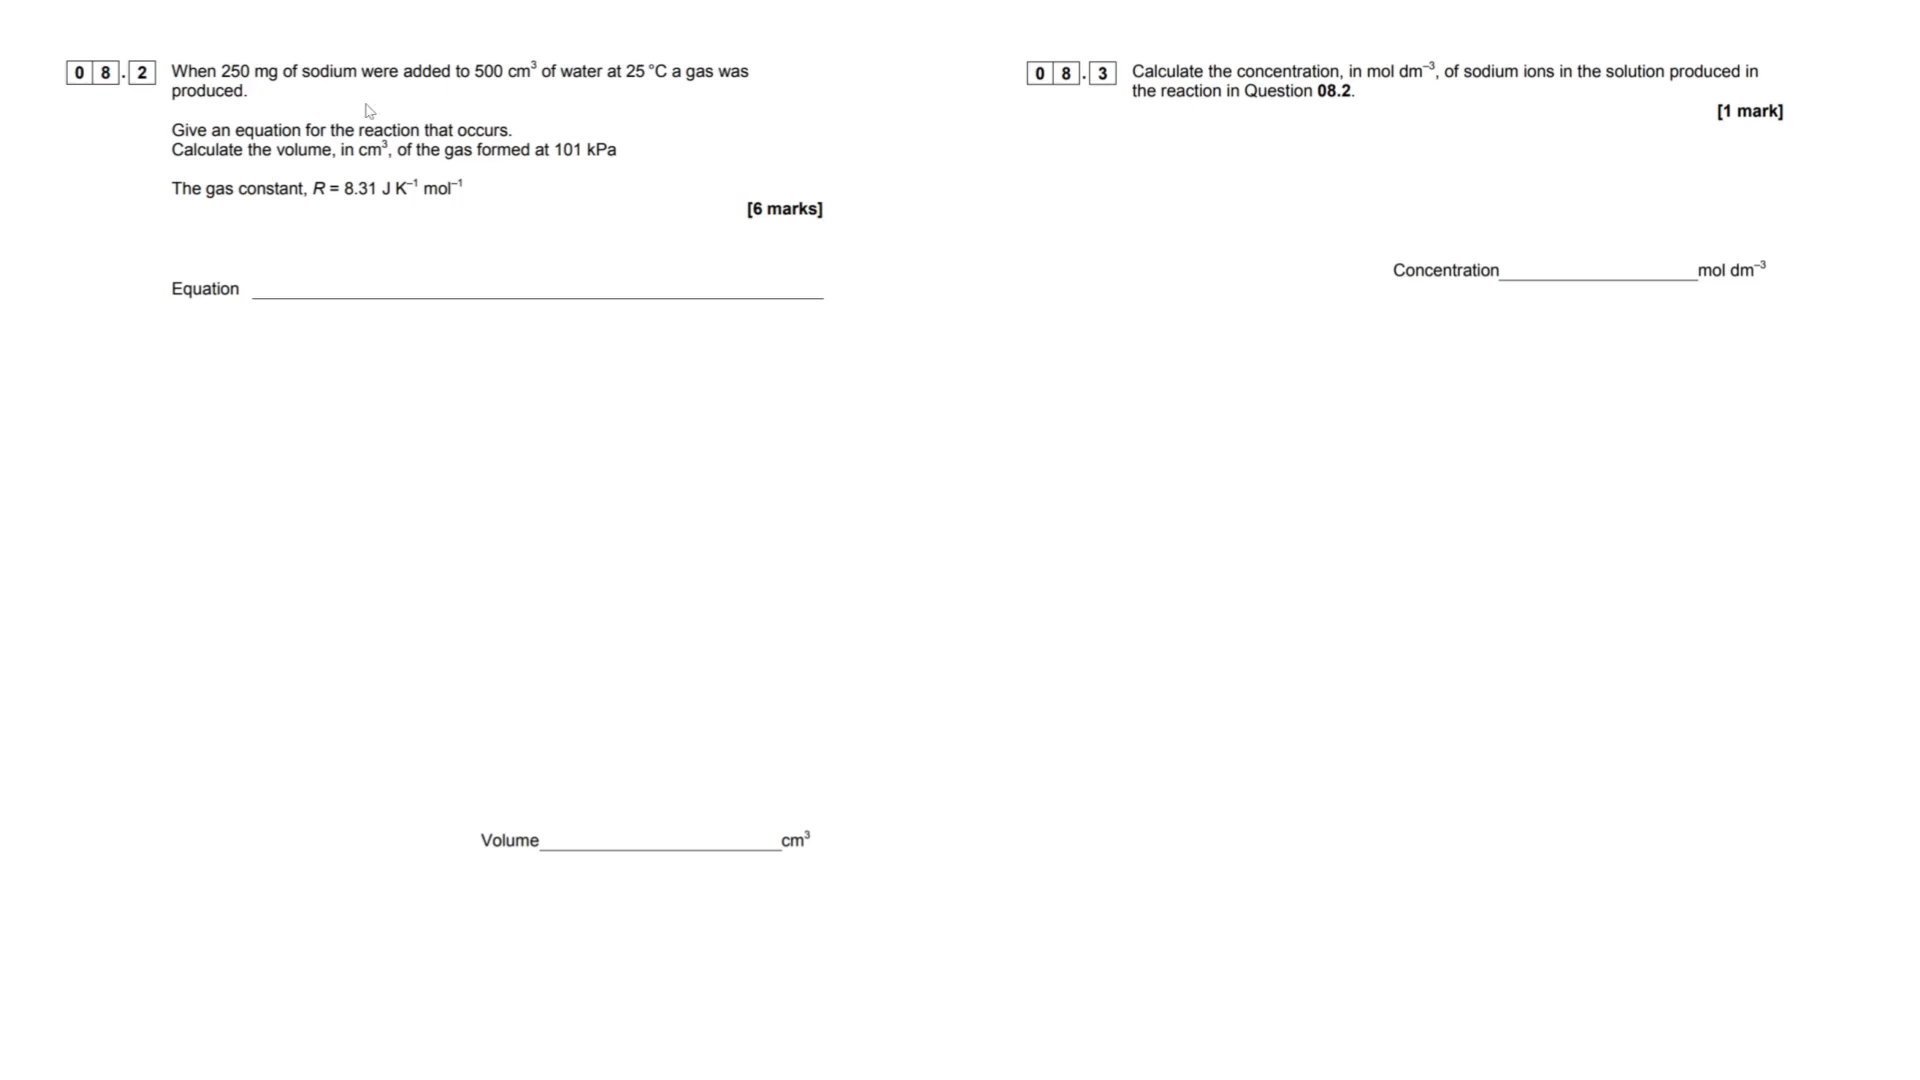 0 8 . 2 When 250 mg of sodium were added to 500 cm³ of water at 25 °C a gas was
produced.
Give an equation for the reaction that occurs.
Calculate the volume, in cm³, of the gas formed at 101 kPa
The gas constant, R = 8.31 J K⁻¹ mol⁻¹
[6 marks]
Equation
Volume cm³
0 8 . 3 Calculate the concentration, in mol dm⁻³, of sodium ions in the solution produced in
the reaction in Question 08.2.
[1 mark]
Concentration mol dm⁻³